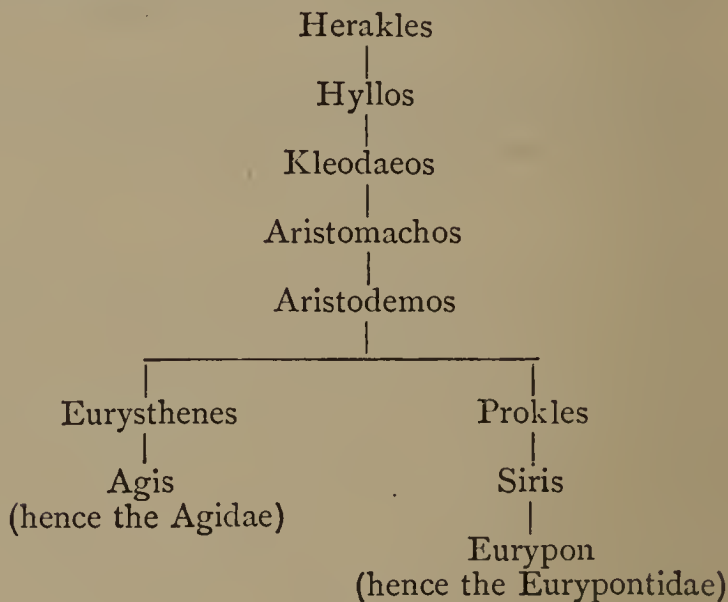 Herakles
Hyllos
Kleodaeos
Aristomachos
Aristodemos
Eurysthenes Prokles
Agis Siris
(hence the Agidae)
Eurypon
(hence the Eurypontidae)